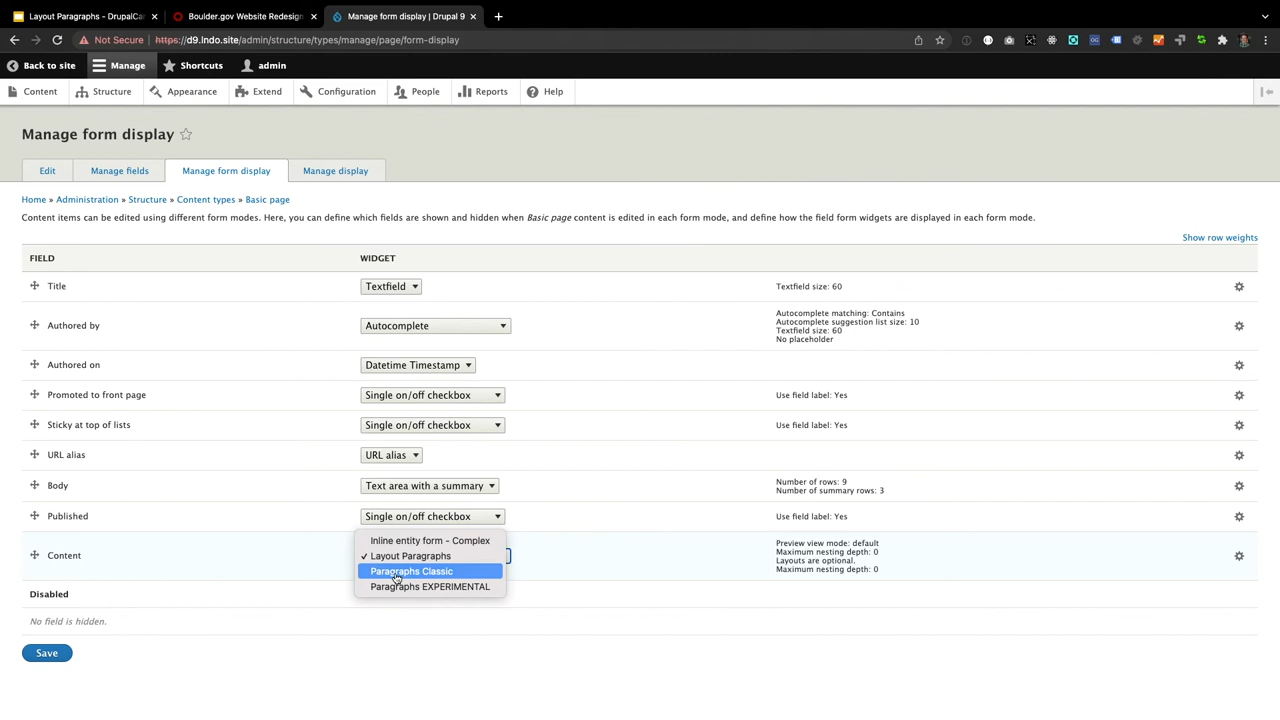 Layout Paragraphs - DrupalCa
Boulder.gov Website Redesign
Manage form display | Drupal 9
Not Secure https://d9.lndo.site/admin/structure/types/manage/page/form-display
Back to site Manage Shortcuts admin
Content Structure Appearance Extend Configuration People Reports Help
Manage form display
Edit Manage fields Manage form display Manage display
Home » Administration » Structure » Content types » Basic page
Content items can be edited using different form modes. Here, you can define which fields are shown and hidden when Basic page content is edited in each form mode, and define how the field form widgets are displayed in each form mode.
Show row weights
FIELD WIDGET
Title Textfield Textfield size: 60
Authored by Autocomplete
Autocomplete matching: Contains
Autocomplete suggestion list size: 10
Textfield size: 60
No placeholder
Authored on Datetime Timestamp
Promoted to front page Single on/off checkbox Use field label: Yes
Sticky at top of lists Single on/off checkbox Use field label: Yes
URL alias URL alias
Body Text area with a summary
Number of rows: 9
Number of summary rows: 3
Published Single on/off checkbox Use field label: Yes
Content
Inline entity form - Complex
✓ Layout Paragraphs
Paragraphs Classic
Paragraphs EXPERIMENTAL
Preview view mode: default
Maximum nesting depth: 0
Layouts are optional.
Maximum nesting depth: 0
Disabled
No field is hidden.
Save